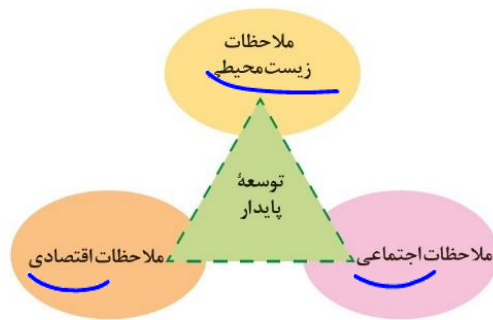 ملاحظات
زیست‌محیطی
توسعهٔ
پایدار
ملاحظات اجتماعی
ملاحظات اقتصادی